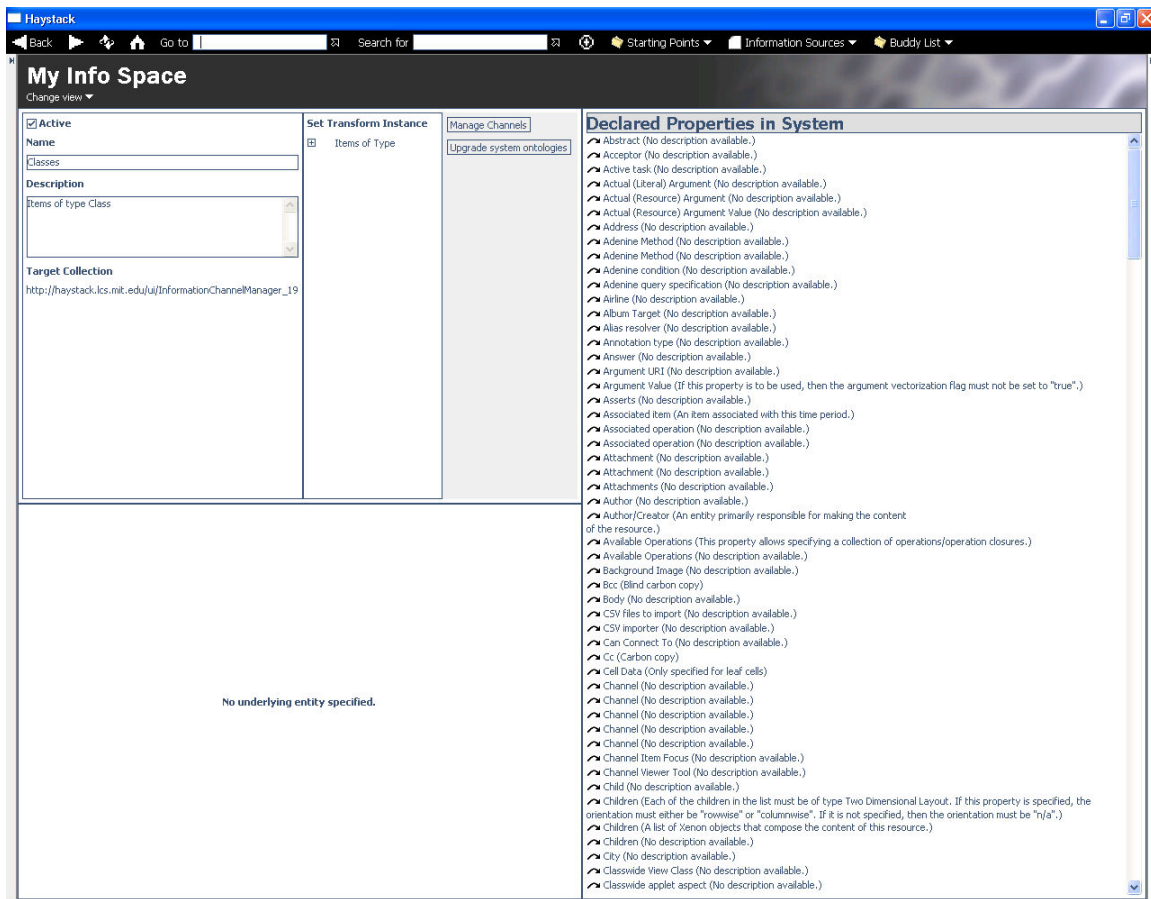 Haystack
Back Go to Search for Starting Points Information Sources Buddy List
My Info Space
Change view
Active
Name
Classes
Description
Items of type Class
Target Collection
http://haystack.lcs.mit.edu/ui/InformationChannelManager_19
Set Transform Instance
Items of Type
Manage Channels
Upgrade system ontologies
No underlying entity specified.
Declared Properties in System
Abstract (No description available.)
Acceptor (No description available.)
Active task (No description available.)
Actual (Literal) Argument (No description available.)
Actual (Resource) Argument (No description available.)
Actual (Resource) Argument Value (No description available.)
Address (No description available.)
Adenine Method (No description available.)
Adenine Method (No description available.)
Adenine condition (No description available.)
Adenine query specification (No description available.)
Airline (No description available.)
Album Target (No description available.)
Alias resolver (No description available.)
Annotation type (No description available.)
Answer (No description available.)
Argument URI (No description available.)
Argument Value (If this property is to be used, then the argument vectorization flag must not be set to "true".)
Asserts (No description available.)
Associated item (An item associated with this time period.)
Associated operation (No description available.)
Associated operation (No description available.)
Attachment (No description available.)
Attachment (No description available.)
Attachments (No description available.)
Author (No description available.)
Author/Creator (An entity primarily responsible for making the content
of the resource.)
Available Operations (This property allows specifying a collection of operations/operation closures.)
Available Operations (No description available.)
Background Image (No description available.)
Bcc (Blind carbon copy)
Body (No description available.)
CSV files to import (No description available.)
CSV importer (No description available.)
Can Connect To (No description available.)
Cc (Carbon copy)
Cell Data (Only specified for leaf cells)
Channel (No description available.)
Channel (No description available.)
Channel (No description available.)
Channel (No description available.)
Channel (No description available.)
Channel Item Focus (No description available.)
Channel Viewer Tool (No description available.)
Child (No description available.)
Children (Each of the children in the list must be of type Two Dimensional Layout. If this property is specified, the
orientation must either be "rowwise" or "columnwise". If it is not specified, then the orientation must be "n/a".)
Children (A list of Xenon objects that compose the content of this resource.)
Children (No description available.)
City (No description available.)
Classwide View Class (No description available.)
Classwide applet aspect (No description available.)